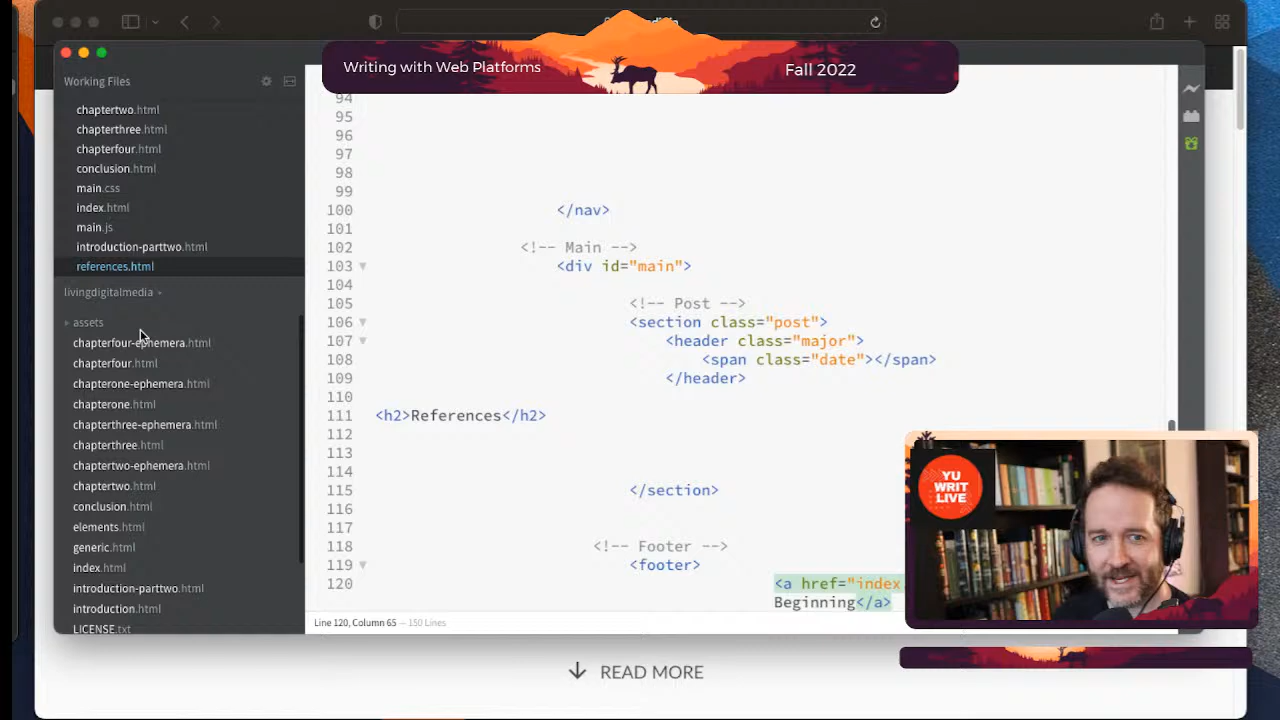 Writing with Web Platforms
Fall 2022
Working Files
chaptertwo.html
chapterthree.html
chapterfour.html
conclusion.html
main.css
index.html
main.js
introduction-parttwo.html
references.html
livingdigitalmedia
assets
chapterfour-ephemera.html
chapterfour.html
chapterone-ephemera.html
chapterone.html
chapterthree-ephemera.html
chapterthree.html
chaptertwo-ephemera.html
chaptertwo.html
conclusion.html
elements.html
generic.html
index.html
introduction-parttwo.html
introduction.html
LICENSE.txt
94
95
96
97
98
99
100 </nav>
101
102 <!-- Main -->
103 <div id="main">
104
105 <!-- Post -->
106 <section class="post">
107 <header class="major">
108 <span class="date"></span>
109 </header>
110
111 <h2>References</h2>
112
113
114
115 </section>
116
117
118 <!-- Footer -->
119 <footer>
120 <a href="index
Beginning</a>
Line 120, Column 65 — 150 Lines
YU
WRIT
LIVE
READ MORE